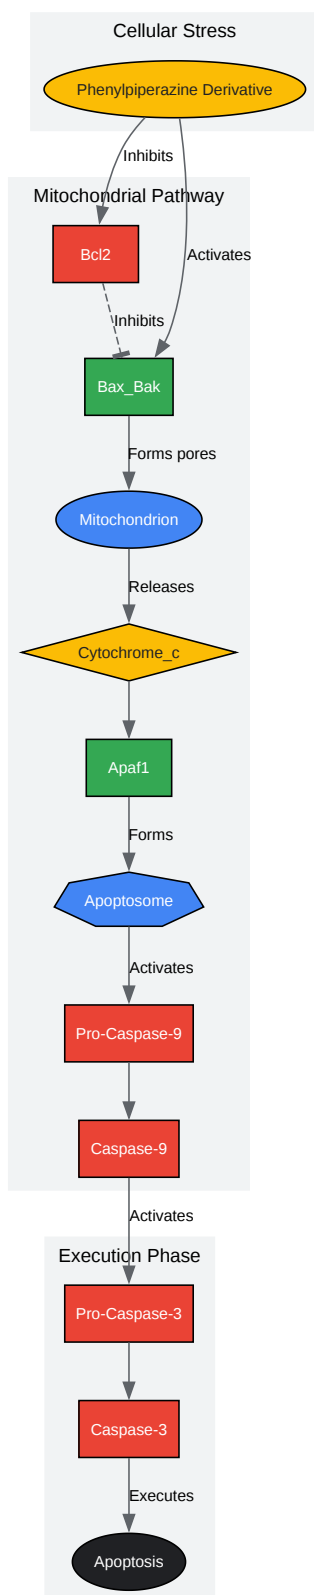 Cellular Stress
Phenylpiperazine Derivative
Inhibits
Mitochondrial Pathway
Bcl2
Activates
Inhibits
Bax_Bak
Forms pores
Mitochondrion
Releases
Cytochrome_c
Apaf1
Forms
Apoptosome
Activates
Pro-Caspase-9
Caspase-9
Activates
Execution Phase
Pro-Caspase-3
Caspase-3
Executes
Apoptosis